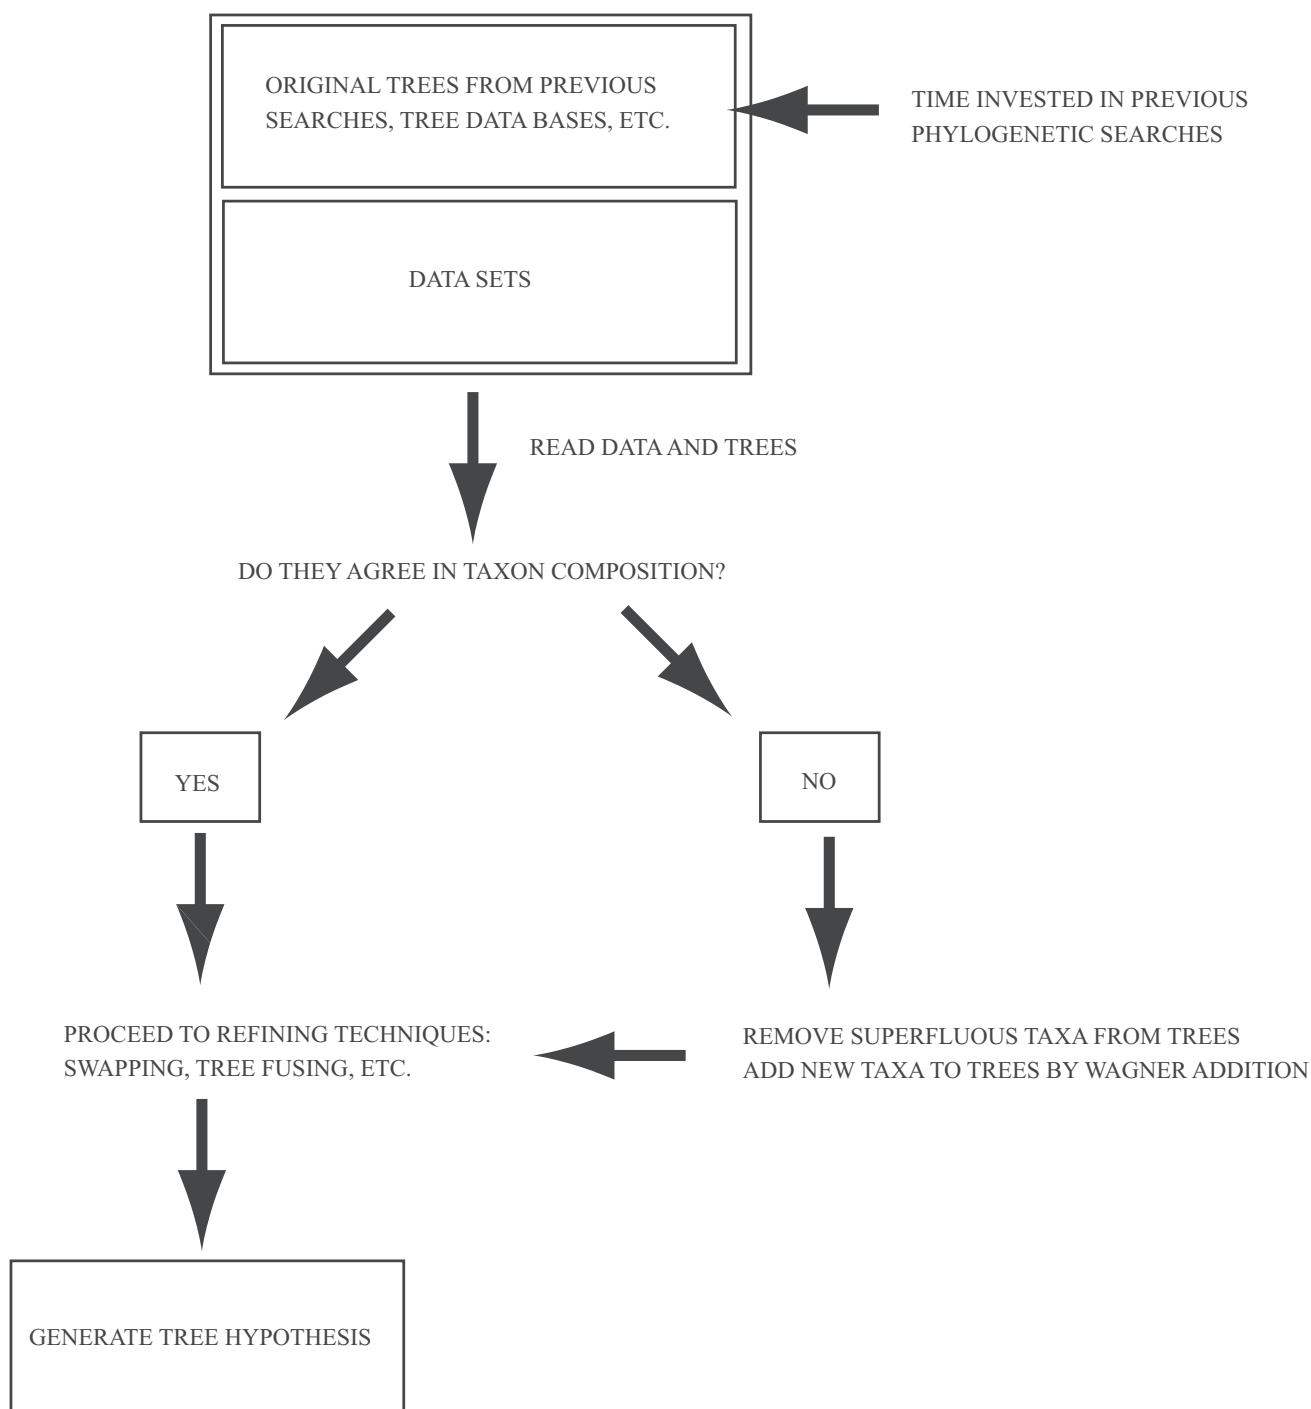 ORIGINAL TREES FROM PREVIOUS
SEARCHES, TREE DATA BASES, ETC.
TIME INVESTED IN PREVIOUS
PHYLOGENETIC SEARCHES
DATA SETS
READ DATA AND TREES
DO THEY AGREE IN TAXON COMPOSITION?
YES
NO
PROCEED TO REFINING TECHNIQUES:
SWAPPING, TREE FUSING, ETC.
REMOVE SUPERFLUOUS TAXA FROM TREES
ADD NEW TAXA TO TREES BY WAGNER ADDITION
GENERATE TREE HYPOTHESIS